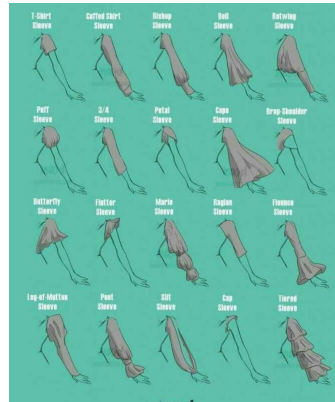 T-Shirt
Sleeve
Cuffed Shirt
Sleeve
Bishop
Sleeve
Bell
Sleeve
Batwing
Sleeve
Puff
Sleeve
3/4
Sleeve
Petal
Sleeve
Cape
Sleeve
Drop-Shoulder
Sleeve
Butterfly
Sleeve
Flutter
Sleeve
Marie
Sleeve
Raglan
Sleeve
Flounce
Sleeve
Leg-of-Mutton
Sleeve
Poet
Sleeve
Slit
Sleeve
Cap
Sleeve
Tiered
Sleeve